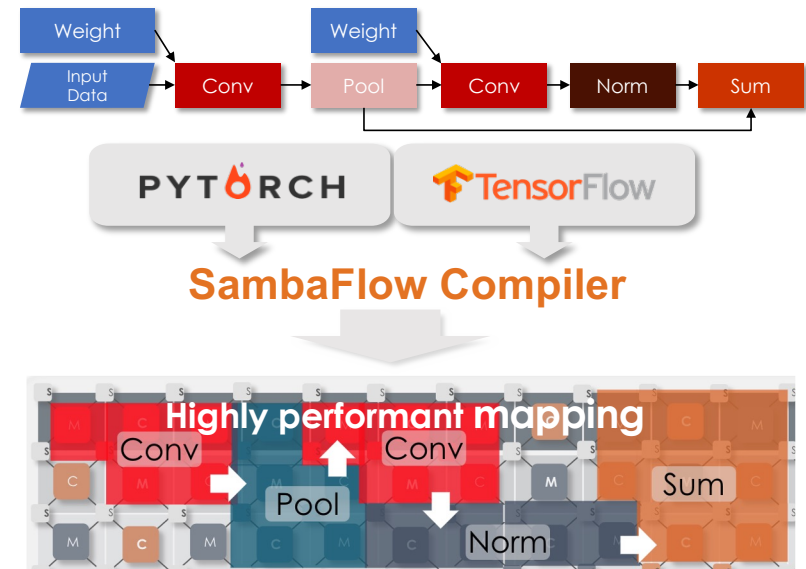 Weight
Weight
Input
Data
Conv
Pool
Conv
Norm
Sum
PYTORCH
TensorFlow
SambaFlow Compiler
Highly performant mapping
Conv
Conv
Pool
Sum
Norm